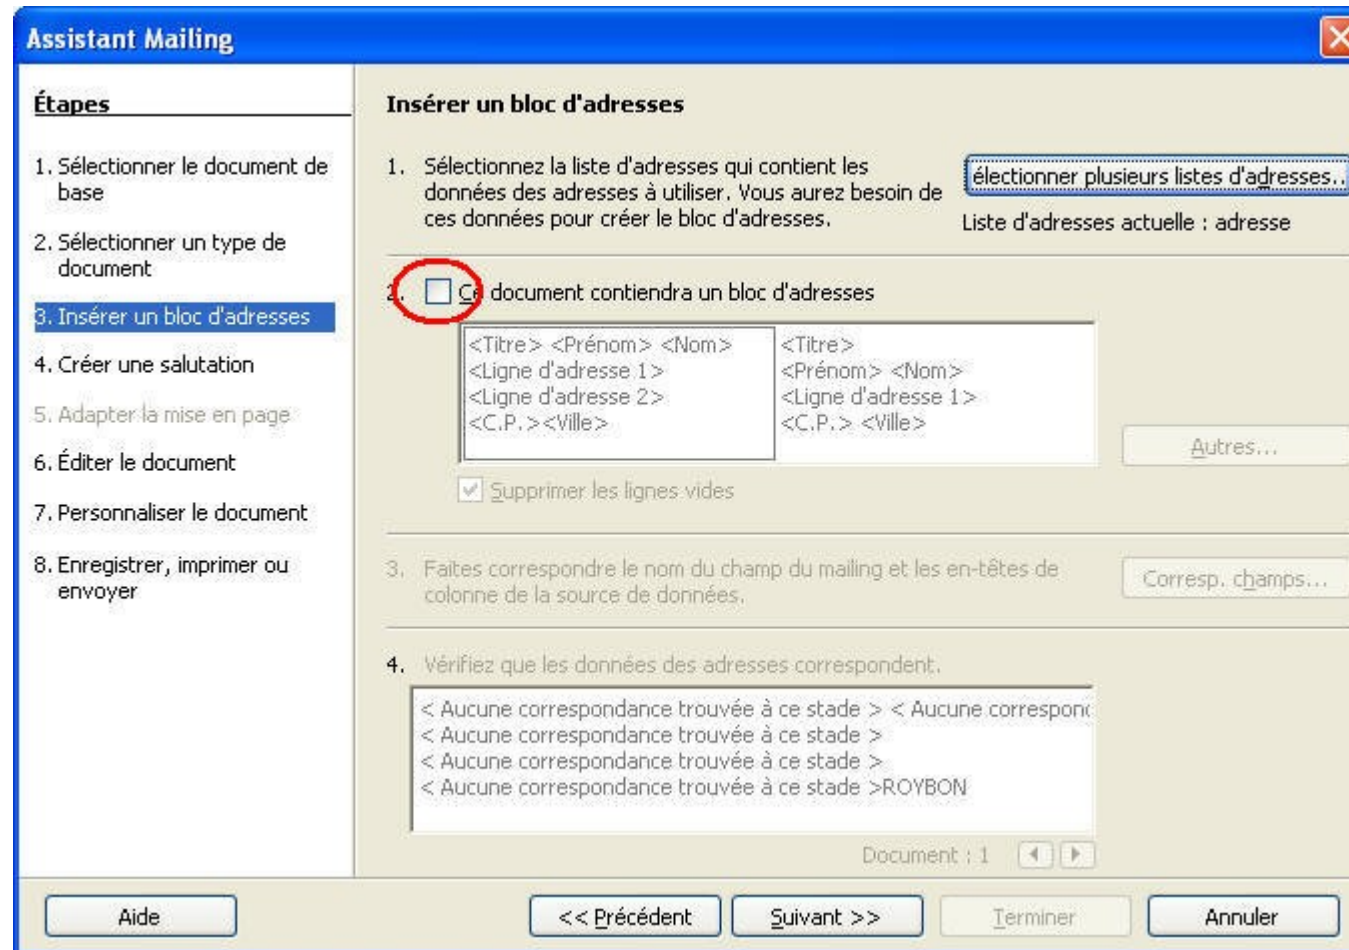 Assistant Mailing
Étapes
1. Sélectionner le document de
base
2. Sélectionner un type de
document
3. Insérer un bloc d'adresses
4. Créer une salutation
5. Adapter la mise en page
6. Éditer le document
7. Personnaliser le document
8. Enregistrer, imprimer ou
envoyer
Insérer un bloc d'adresses
1. Sélectionnez la liste d'adresses qui contient les
données des adresses à utiliser. Vous aurez besoin de
ces données pour créer le bloc d'adresses.
électionner plusieurs listes d'adresses..
Liste d'adresses actuelle : adresse
2. Ce document contiendra un bloc d'adresses
<Titre> <Prénom> <Nom>
<Ligne d'adresse 1>
<Ligne d'adresse 2>
<C.P.><Ville>
<Titre>
<Prénom> <Nom>
<Ligne d'adresse 1>
<C.P.> <Ville>
Autres...
Supprimer les lignes vides
3. Faites correspondre le nom du champ du mailing et les en-têtes de
colonne de la source de données.
Corresp. champs...
4. Vérifiez que les données des adresses correspondent.
< Aucune correspondance trouvée à ce stade > < Aucune correspond
< Aucune correspondance trouvée à ce stade >
< Aucune correspondance trouvée à ce stade >
< Aucune correspondance trouvée à ce stade >ROYBON
Document : 1
Aide
<< Précédent
Suivant >>
Terminer
Annuler